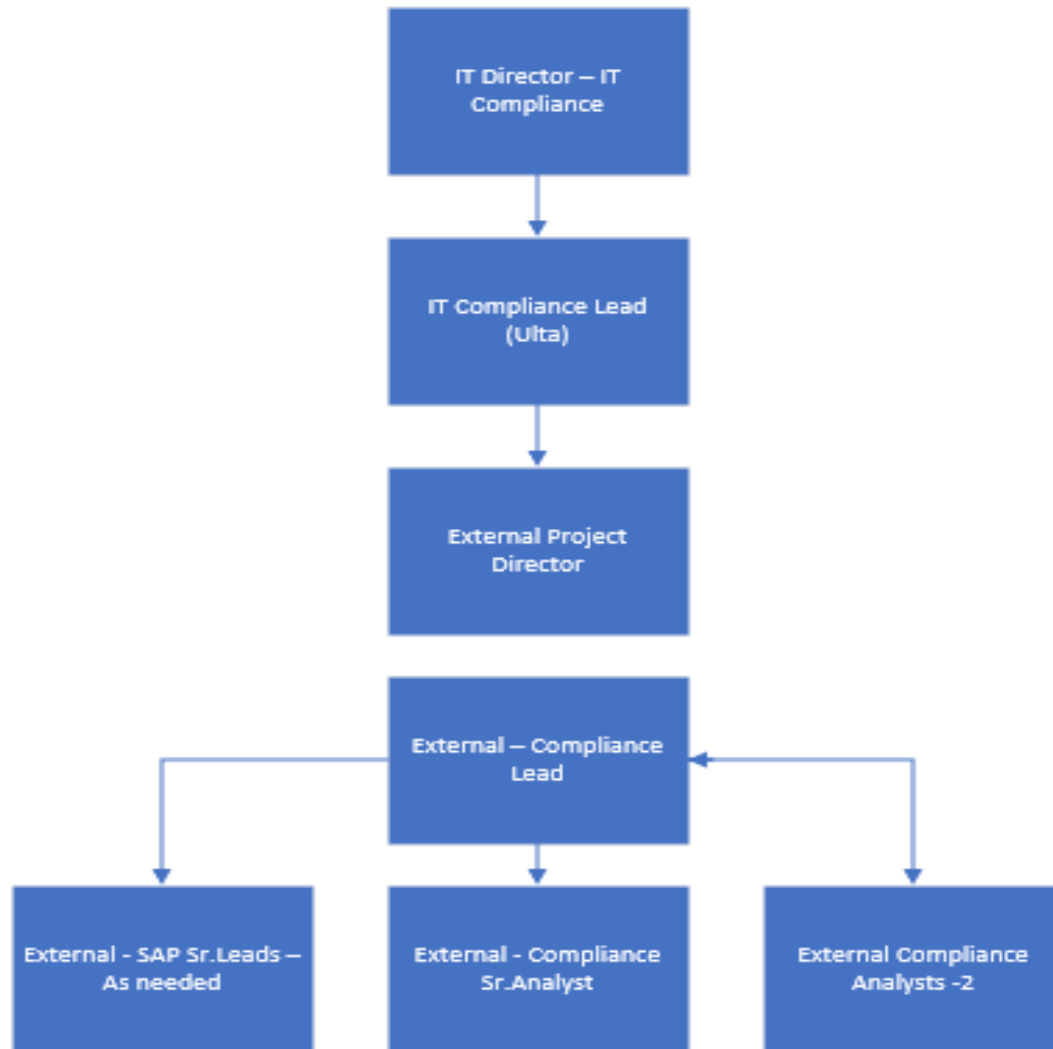 IT Director – IT
Compliance
IT Compliance Lead
(Ulta)
External Project
Director
External – Compliance
Lead
External - SAP Sr.Leads –
As needed
External - Compliance
Sr.Analyst
External Compliance
Analysts -2